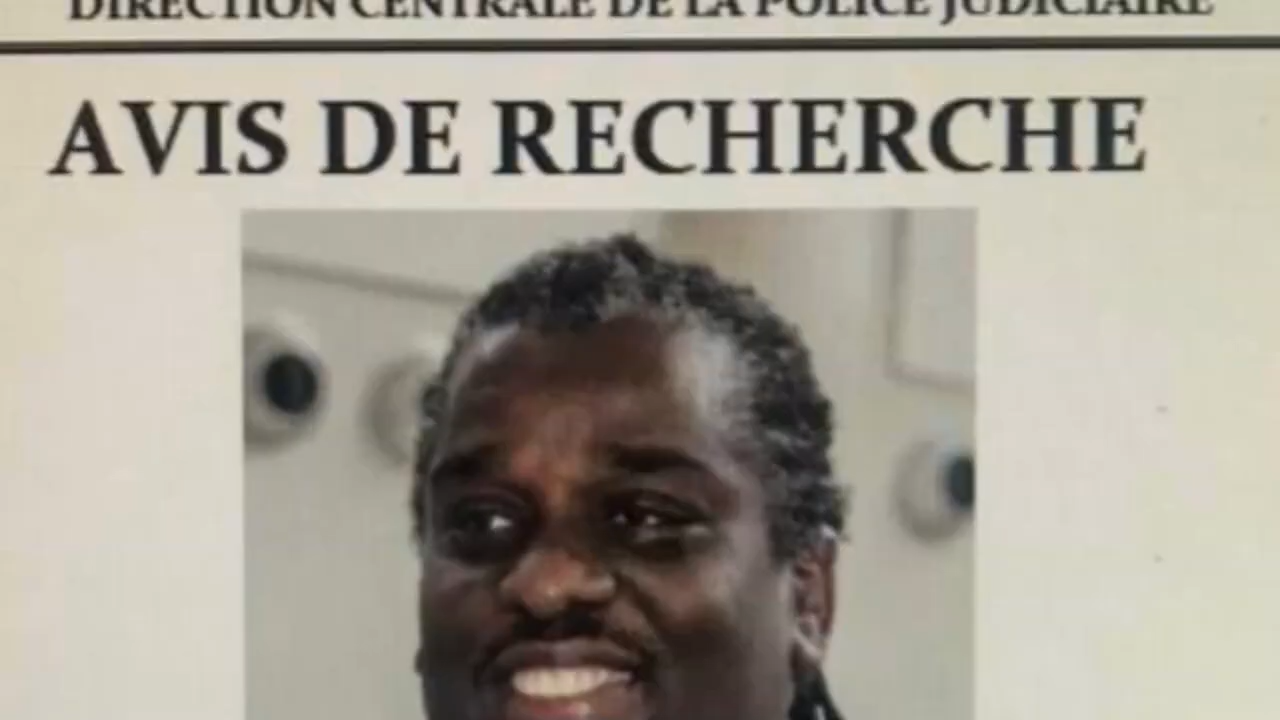 DIRECTION CENTRALE DE LA POLICE JUDICIAIRE
AVIS DE RECHERCHE